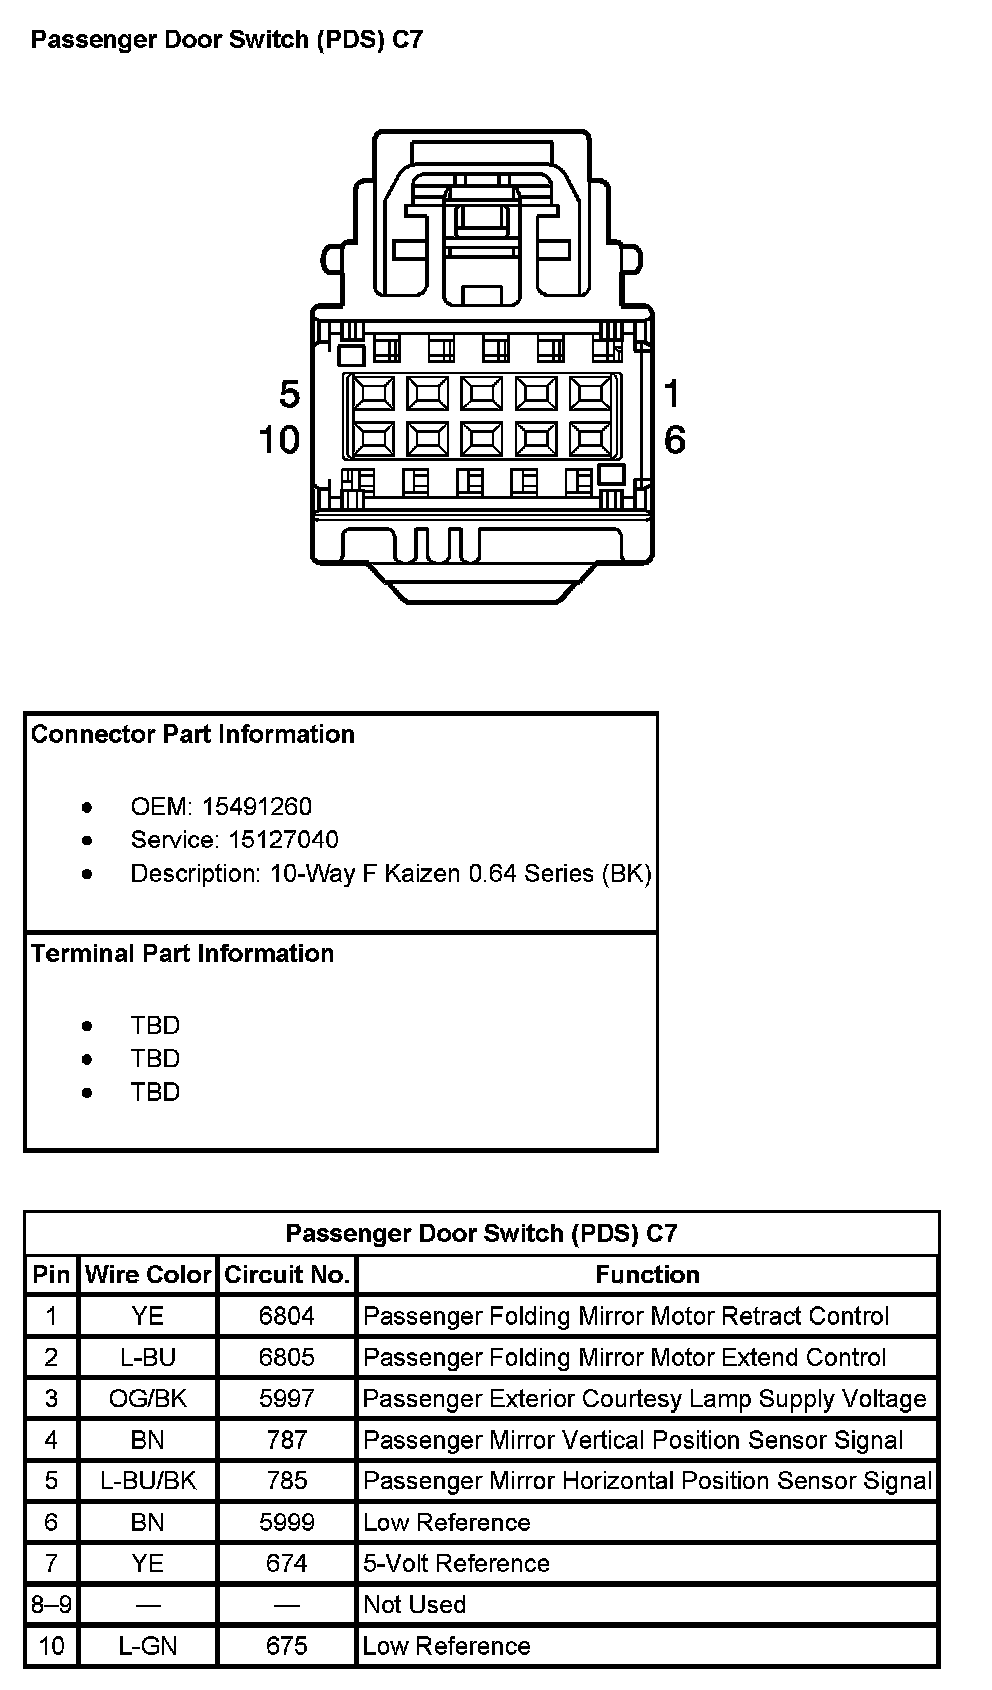 Passenger Door Switch (PDS) C7
5 1
10 6
Connector Part Information
• OEM: 15491260
• Service: 15127040
• Description: 10-Way F Kaizen 0.64 Series (BK)
Terminal Part Information
• TBD
• TBD
• TBD
Passenger Door Switch (PDS) C7
Pin Wire Color Circuit No. Function
1 YE 6804 Passenger Folding Mirror Motor Retract Control
2 L-BU 6805 Passenger Folding Mirror Motor Extend Control
3 OG/BK 5997 Passenger Exterior Courtesy Lamp Supply Voltage
4 BN 787 Passenger Mirror Vertical Position Sensor Signal
5 L-BU/BK 785 Passenger Mirror Horizontal Position Sensor Signal
6 BN 5999 Low Reference
7 YE 674 5-Volt Reference
8–9 — — Not Used
10 L-GN 675 Low Reference